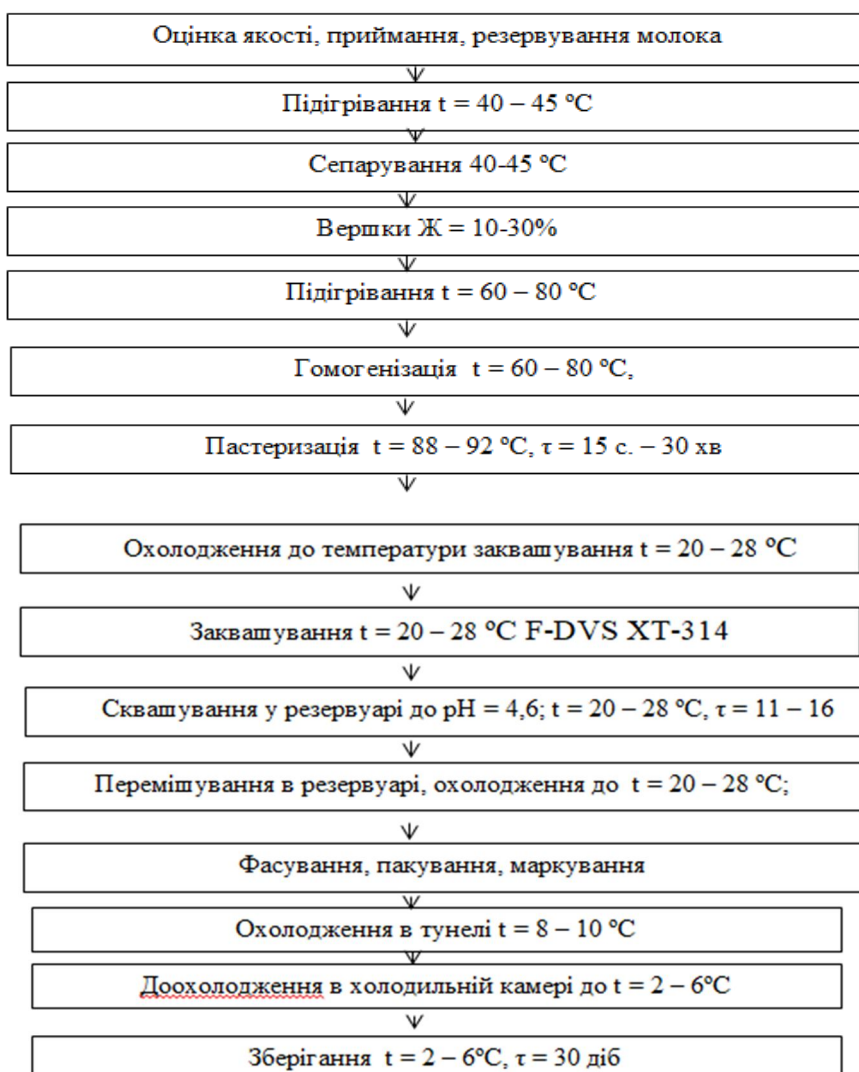 Оцінка якості, приймання, резервування молока
Підігрівання t = 40 – 45 ºС
Сепарування 40-45 ºС
Вершки Ж = 10-30%
Підігрівання t = 60 – 80 ºС
Гомогенізація t = 60 – 80 ºС,
Пастеризація t = 88 – 92 ºС, τ = 15 с. – 30 хв
Охолодження до температури заквашування t = 20 – 28 ºС
Заквашування t = 20 – 28 ºС F-DVS XT-314
Сквашування у резервуарі до рН = 4,6; t = 20 – 28 ºС, τ = 11 – 16
Перемішування в резервуарі, охолодження до t = 20 – 28 ºС;
Фасування, пакування, маркування
Охолодження в тунелі t = 8 – 10 ºС
Доохолодження в холодильній камері до t = 2 – 6ºС
Зберігання t = 2 – 6ºС, τ = 30 діб